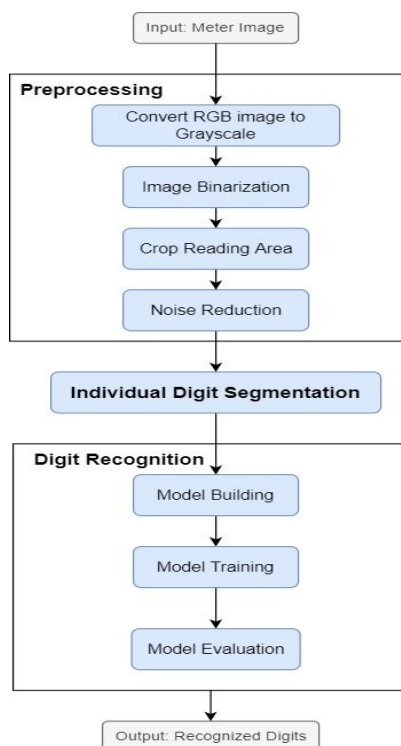 Input: Meter Image
Preprocessing
Convert RGB image to
Grayscale
Image Binarization
Crop Reading Area
Noise Reduction
Individual Digit Segmentation
Digit Recognition
Model Building
Model Training
Model Evaluation
Output: Recognized Digits